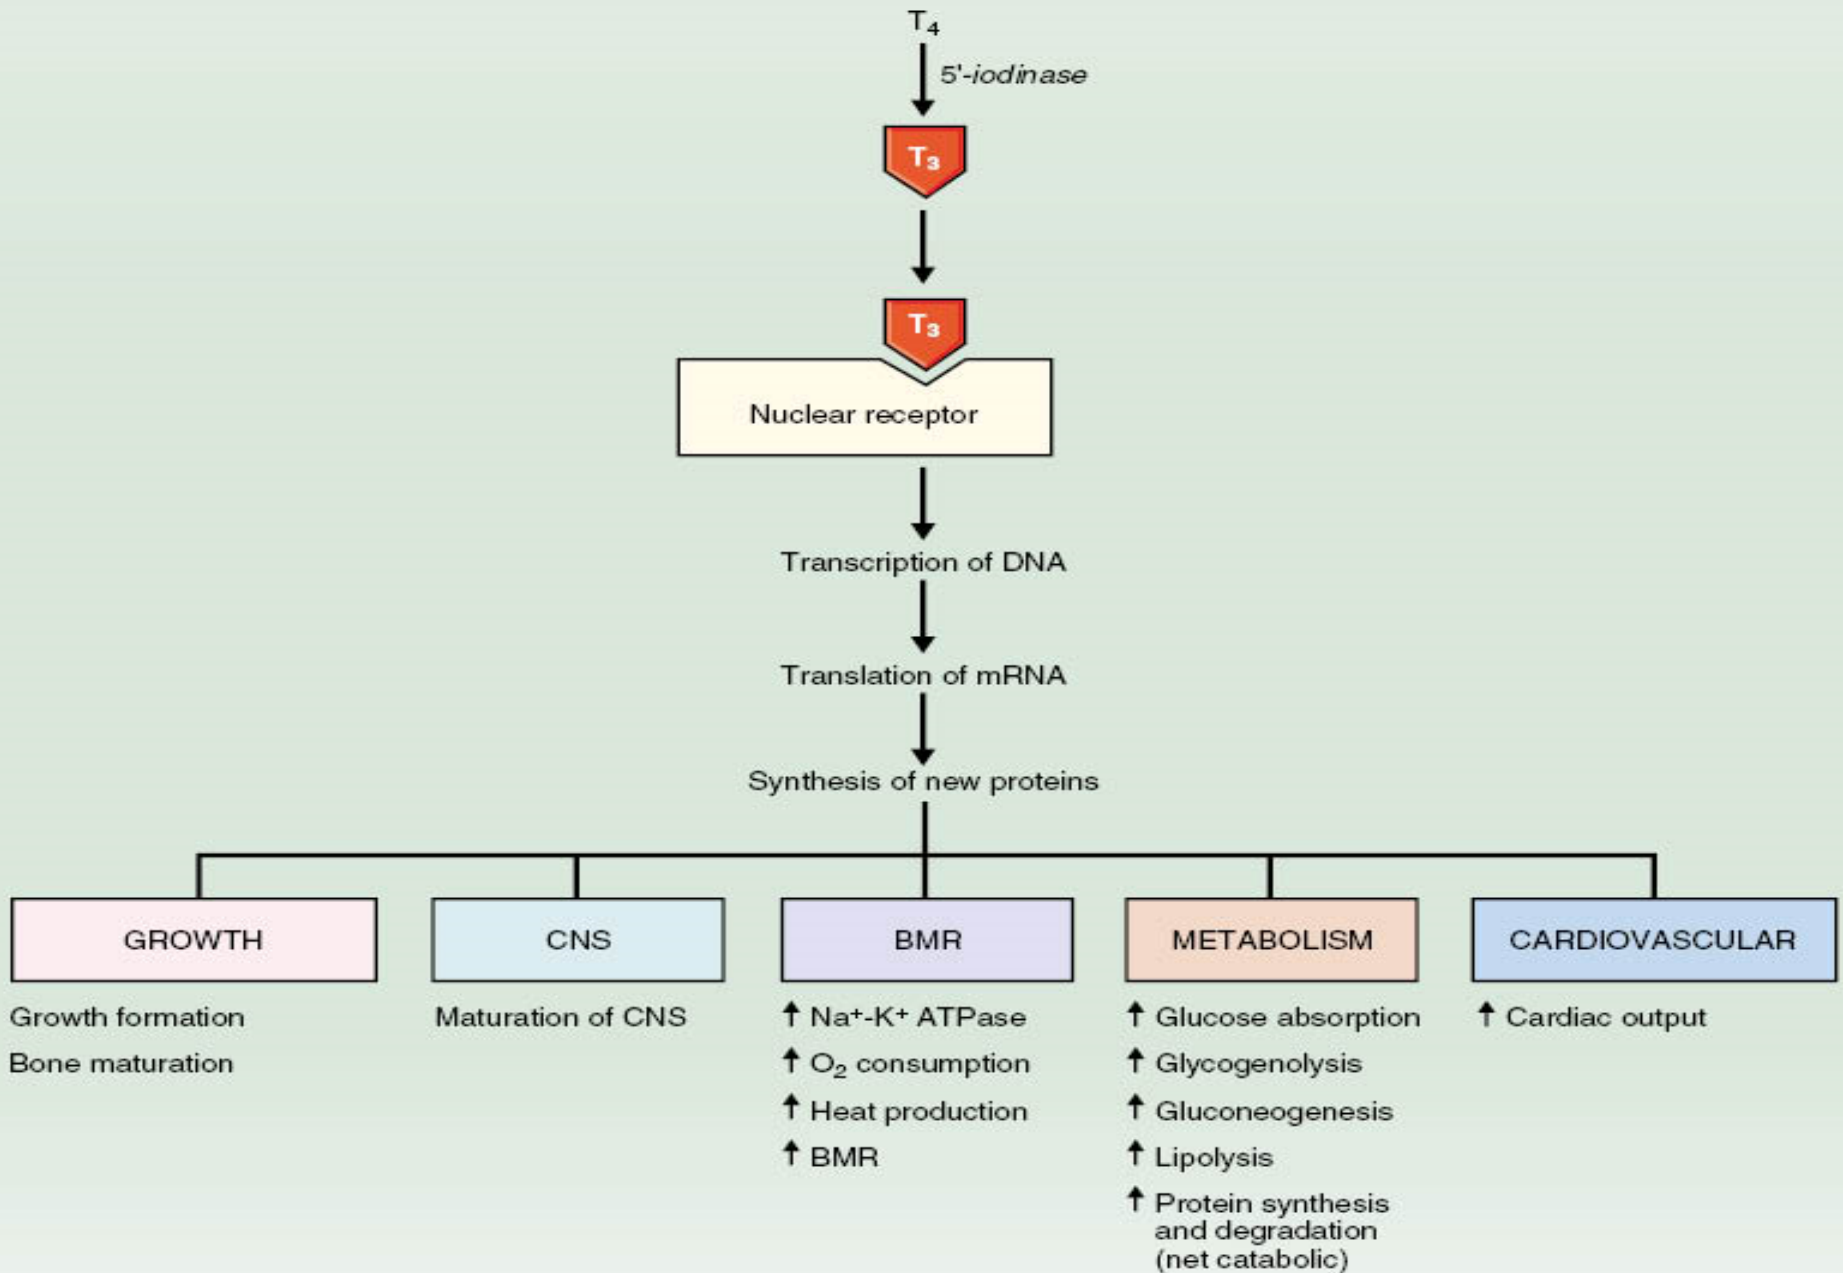 T₄
5'-iodinase
T₃
T₃
Nuclear receptor
Transcription of DNA
Translation of mRNA
Synthesis of new proteins
GROWTH
Growth formation
Bone maturation
CNS
Maturation of CNS
BMR
↑ Na⁺-K⁺ ATPase
↑ O₂ consumption
↑ Heat production
↑ BMR
METABOLISM
↑ Glucose absorption
↑ Glycogenolysis
↑ Gluconeogenesis
↑ Lipolysis
↑ Protein synthesis
and degradation
(net catabolic)
CARDIOVASCULAR
↑ Cardiac output